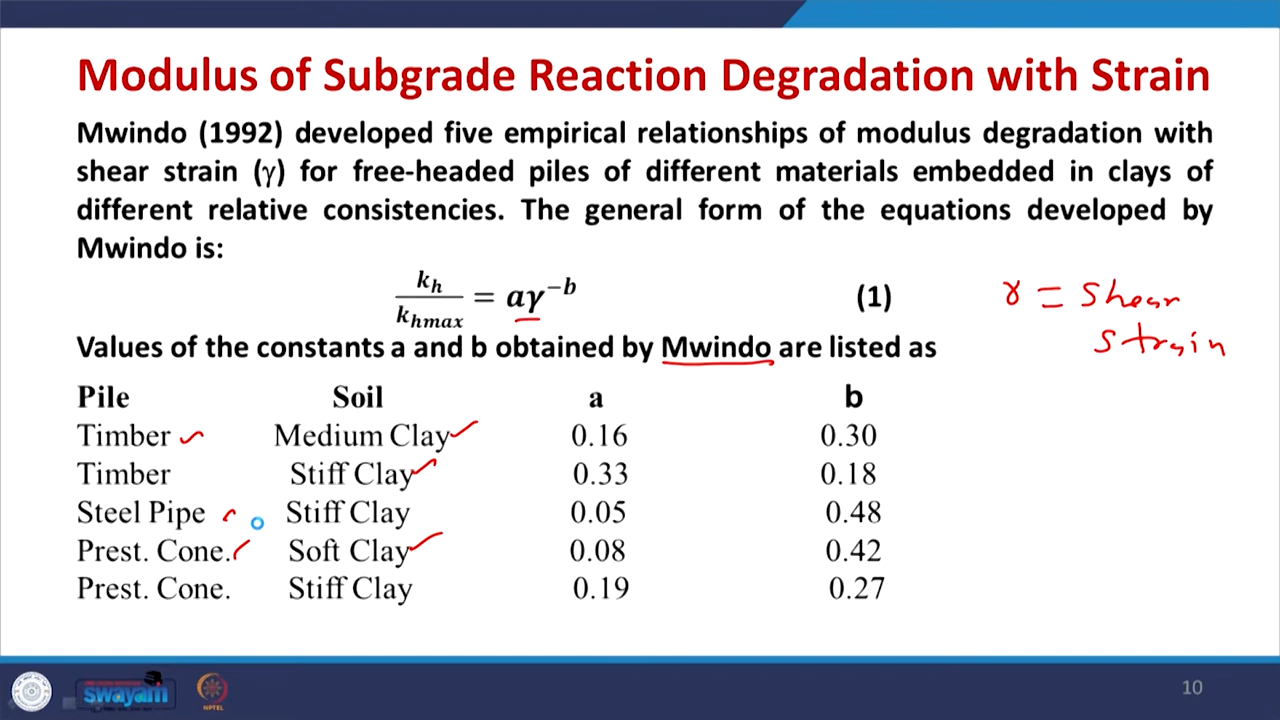 Modulus of Subgrade Reaction Degradation with Strain
Mwindo (1992) developed five empirical relationships of modulus degradation with
shear strain (γ) for free-headed piles of different materials embedded in clays of
different relative consistencies. The general form of the equations developed by
Mwindo is:
k_h / k_hmax = aγ^−b (1)
γ = Shear
Strain
Values of the constants a and b obtained by Mwindo are listed as
Pile Soil a b
Timber Medium Clay 0.16 0.30
Timber Stiff Clay 0.33 0.18
Steel Pipe Stiff Clay 0.05 0.48
Prest. Cone. Soft Clay 0.08 0.42
Prest. Cone. Stiff Clay 0.19 0.27
swayam NPTEL 10